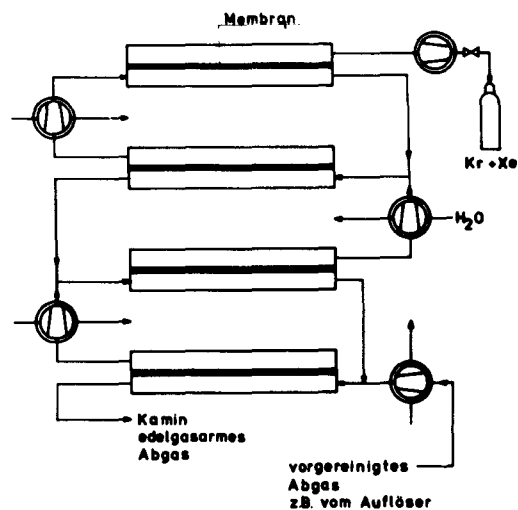 Membran
Kr + Xe
H₂O
Kamin
edelgasarmes
Abgas
vorgereinigtes
Abgas
z.B. vom Auflöser